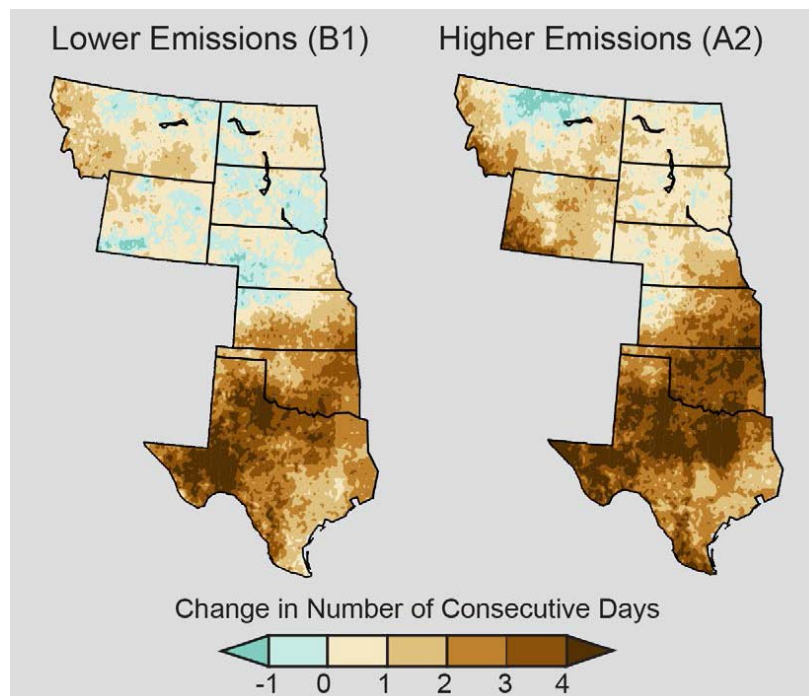 Lower Emissions (B1)
Higher Emissions (A2)
Change in Number of Consecutive Days
-1 0 1 2 3 4